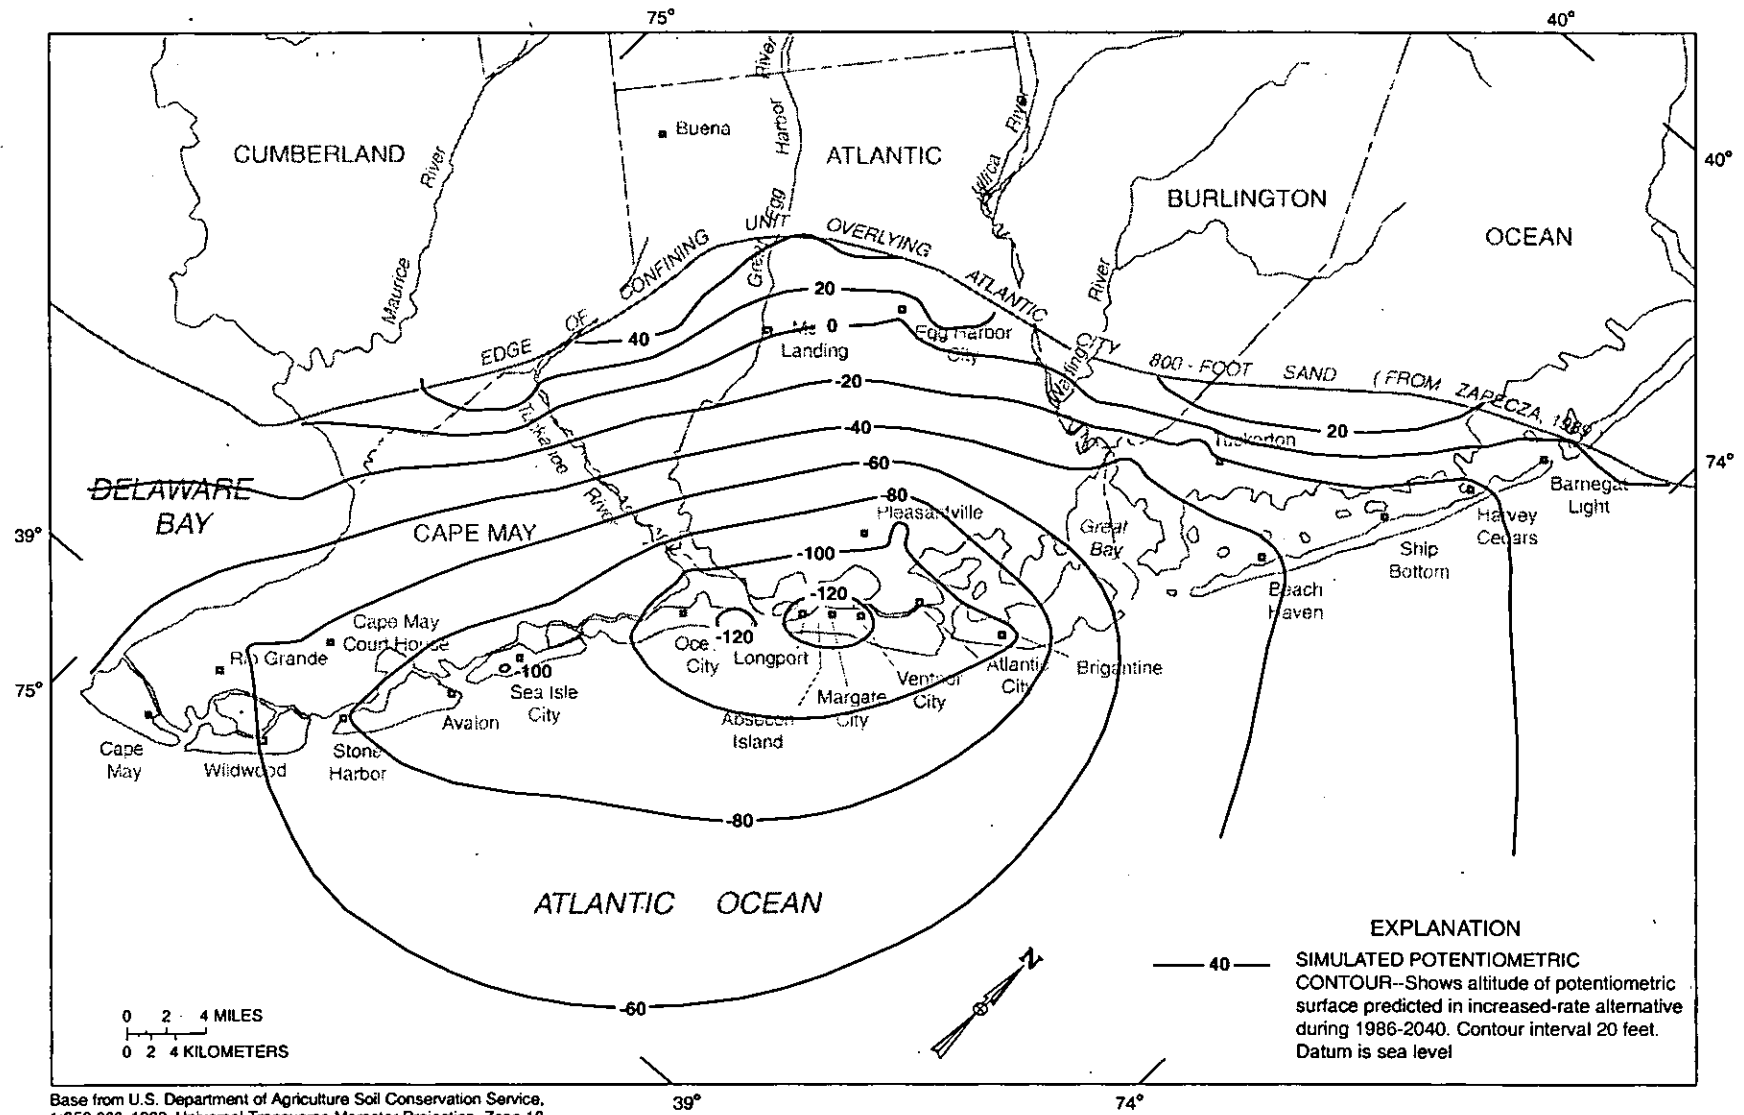 75°
40°
CUMBERLAND
Maurice
River
Buena
Great
Egg
Harbor
River
ATLANTIC
River
BURLINGTON
River
OCEAN
40°
EDGE OF CONFINING UNIT OVERLYING ATLANTIC CITY 800-FOOT SAND (FROM ZAPECZA, 1989)
40
20
0
Landing
Egg Harbor
City
-20
-40
-60
-80
-100
20
Tuckerton
74°
DELAWARE
BAY
39°
CAPE MAY
Tuckahoe
River
Pleasantville
Great
Bay
Barnegat
Light
Harvey
Cedars
Ship
Bottom
Beach
Haven
-120
-120
Cape May
Court House
Rio Grande
75°
City
Longport
-100
Sea Isle
City
Avalon
Absecon
Island
Margate
City
Ventnor
City
Atlantic
City
Brigantine
Cape
May
Wildwood
Stone
Harbor
-80
ATLANTIC OCEAN
-60
N
0 2 4 MILES
0 2 4 KILOMETERS
EXPLANATION
40
SIMULATED POTENTIOMETRIC
CONTOUR--Shows altitude of potentiometric
surface predicted in increased-rate alternative
during 1986-2040. Contour interval 20 feet.
Datum is sea level
Base from U.S. Department of Agriculture Soil Conservation Service,
39°
74°